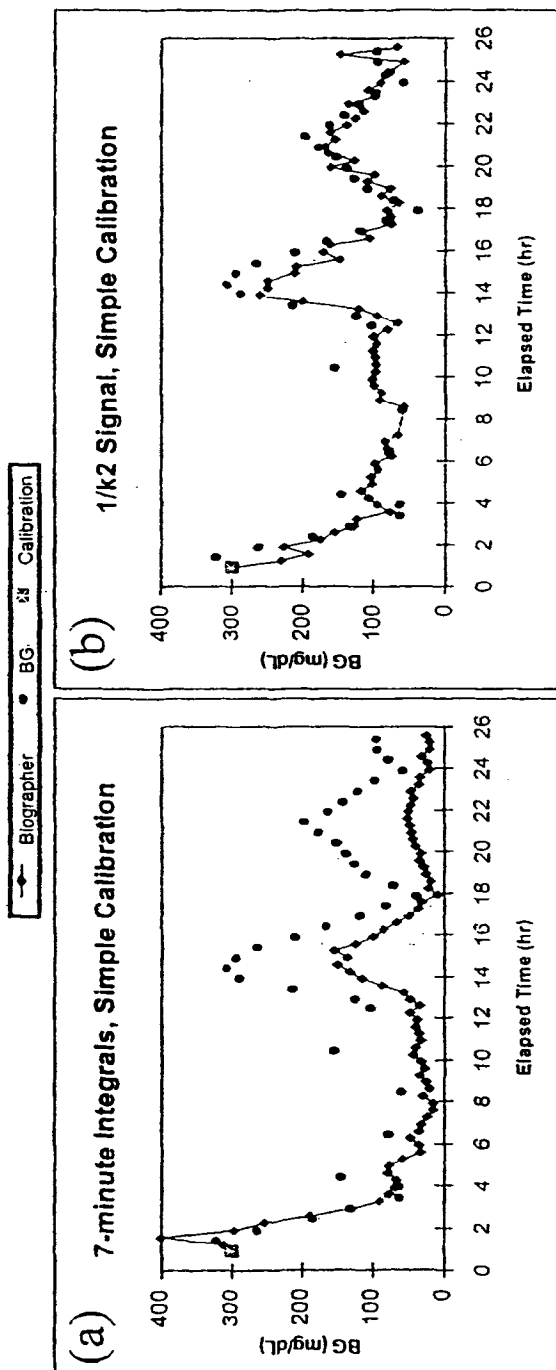 Biographer BG Calibration
(a)
7-minute Integrals, Simple Calibration
400
300
200
100
0
BG (mg/dL)
0 2 4 6 8 10 12 14 16 18 20 22 24 26
Elapsed Time (hr)
(b)
1/k2 Signal, Simple Calibration
400
300
200
100
0
BG (mg/dL)
0 2 4 6 8 10 12 14 16 18 20 22 24 26
Elapsed Time (hr)